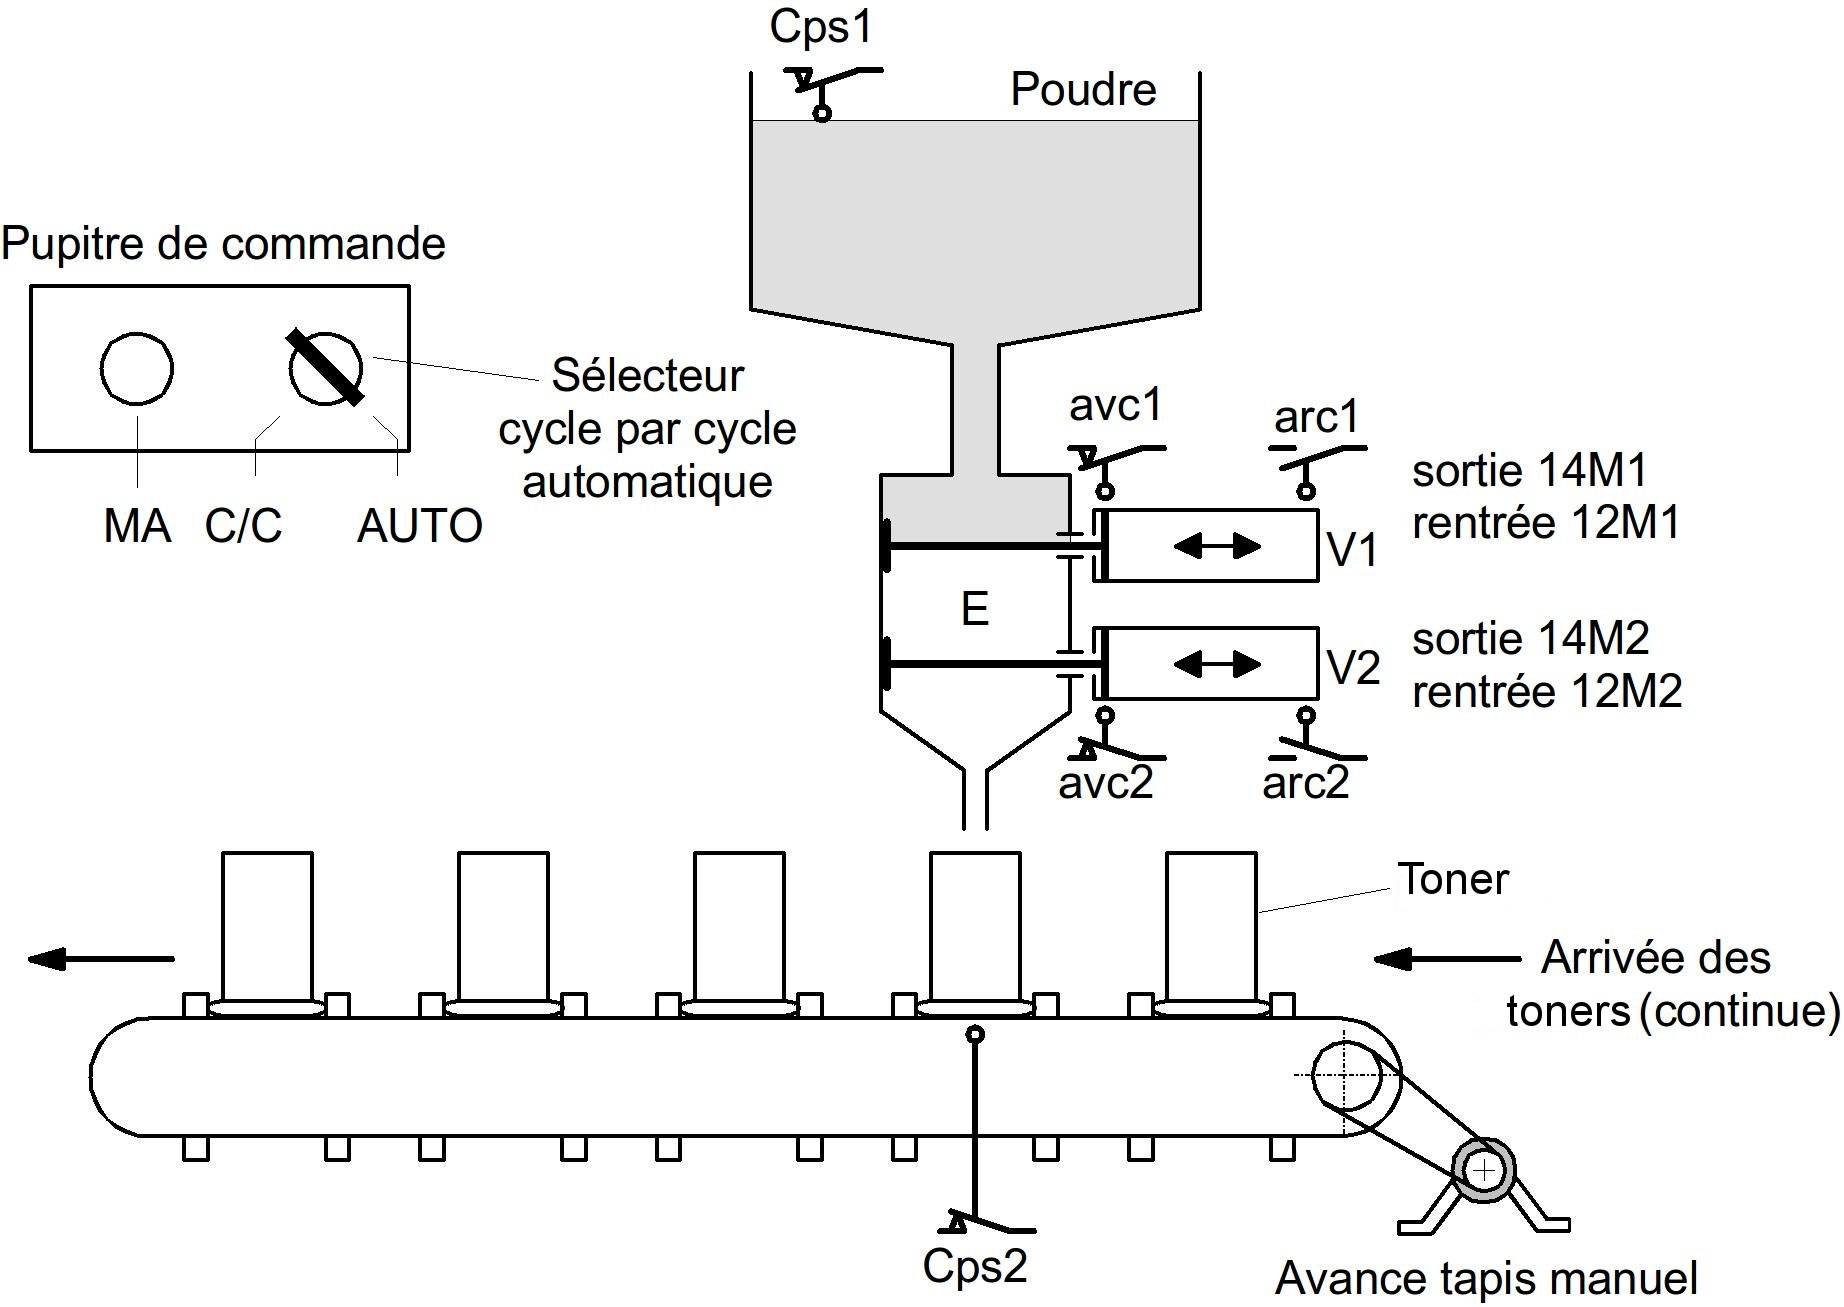 Cps1
Poudre
Pupitre de commande
Sélecteur
cycle par cycle
automatique
MA
C/C
AUTO
avc1
arc1
sortie 14M1
rentrée 12M1
V1
E
sortie 14M2
rentrée 12M2
V2
avc2
arc2
Toner
Arrivée des
toners (continue)
Cps2
Avance tapis manuel